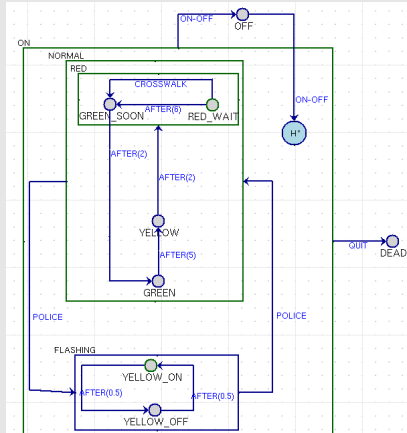 ON-OFF
OFF
ON
NORMAL
RED
CROSSWALK
AFTER(6)
GREEN_SOON
RED_WAIT
ON-OFF
H*
AFTER(2)
AFTER(2)
YELLOW
QUIT
DEAD
AFTER(5)
GREEN
POLICE
POLICE
FLASHING
YELLOW_ON
AFTER(0.5)
AFTER(0.5)
YELLOW_OFF